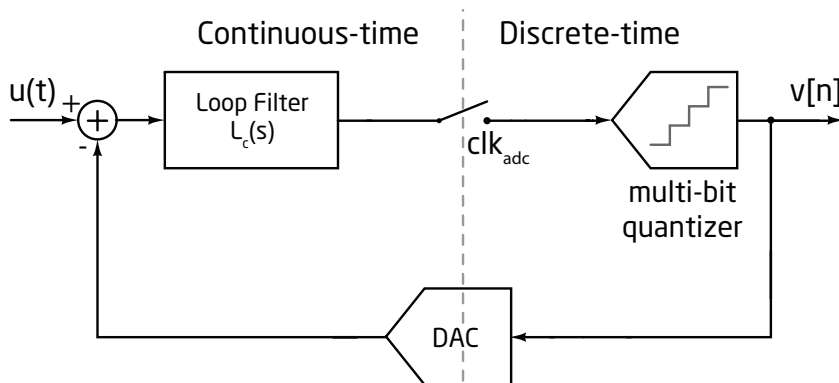 Continuous-time
Discrete-time
u(t)
+
+
-
Loop Filter
L_c(s)
clk_adc
v[n]
multi-bit
quantizer
DAC